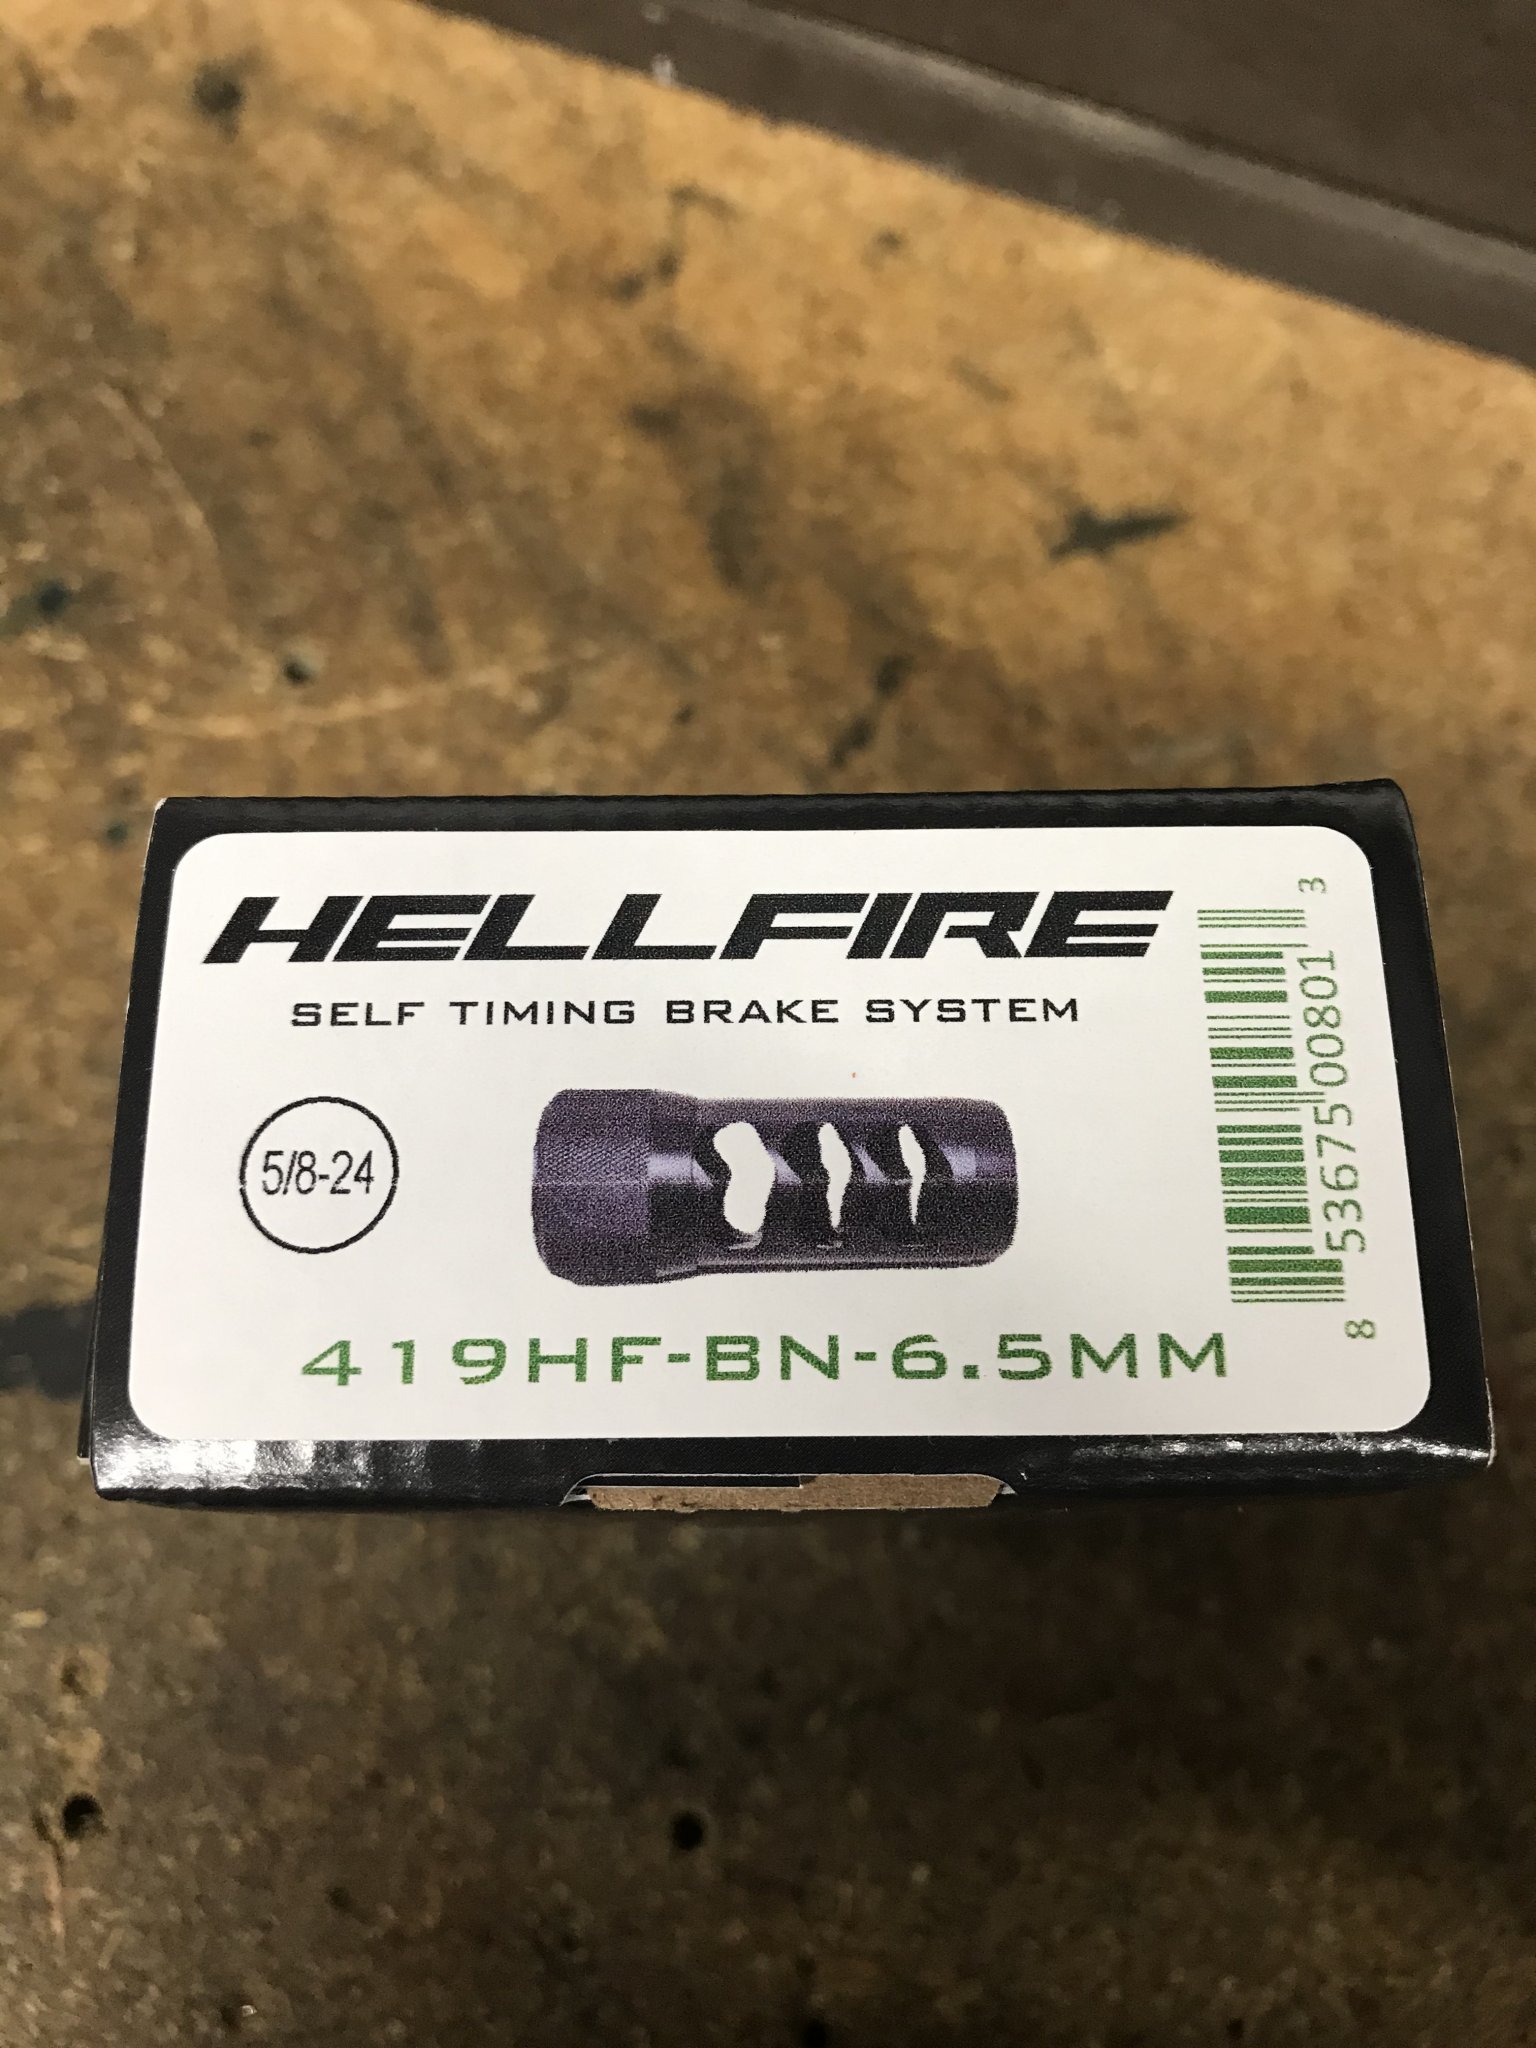 HELLFIRE
SELF TIMING BRAKE SYSTEM
5/8-24
419HF-BN-6.5MM
8 53675 00801 3